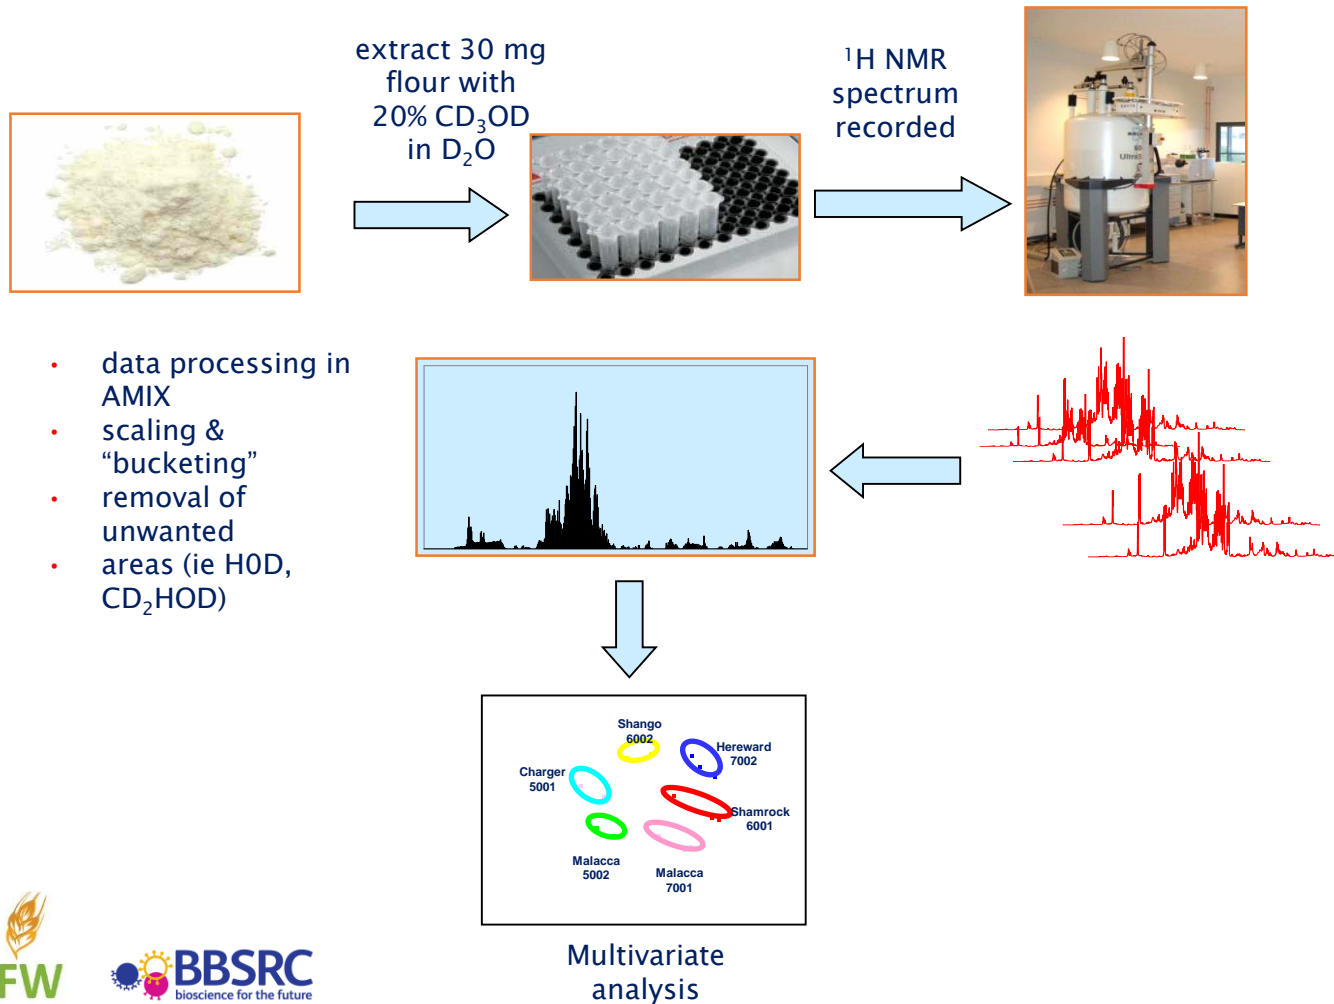 extract 30 mg
flour with
20% CD₃OD
in D₂O
¹H NMR
spectrum
recorded
• data processing in
AMIX
• scaling &
“bucketing”
• removal of
unwanted
• areas (ie H0D,
CD₂HOD)
Shango
6002
Hereward
7002
Charger
5001
Shamrock
6001
Malacca
5002
Malacca
7001
Multivariate
analysis
FW
BBSRC
bioscience for the future